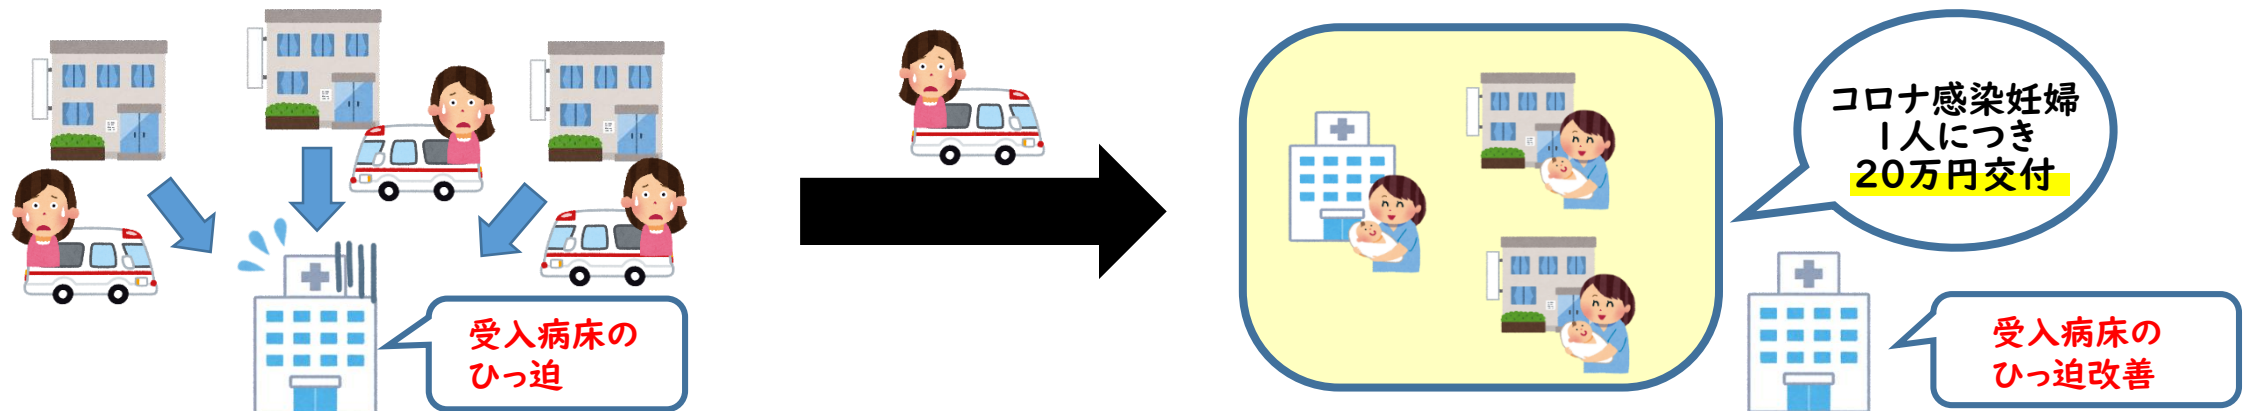 受入病床の
ひっ迫
コロナ感染妊婦
1人につき
20万円交付
受入病床の
ひっ迫改善